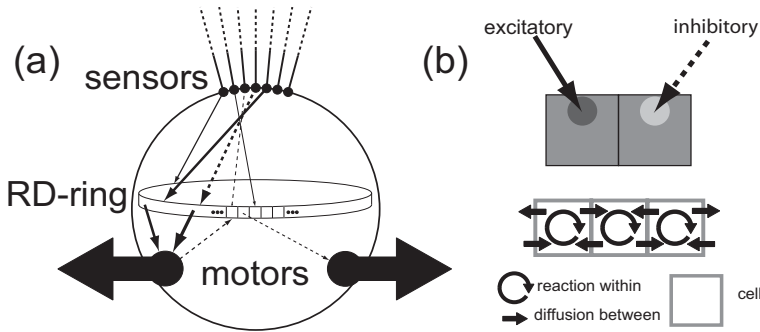 (a)
sensors
RD-ring
motors
(b)
excitatory
inhibitory
reaction within
diffusion between
cell